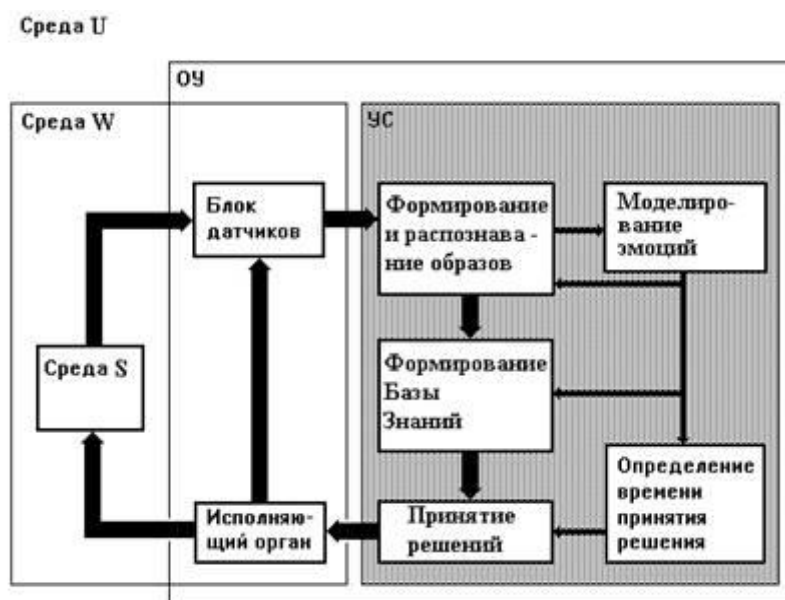 Среда U
ОУ
Среда W
УС
Блок
датчиков
Формирование
и распознава -
ние образов
Моделиро-
вание
эмоций
Среда S
Формирование
Базы
Знаний
Определение
времени
принятия
решения
Исполняю-
щий орган
Принятие
решений